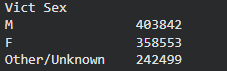 Vict Sex
M                403842
F                358553
Other/Unknown    242499